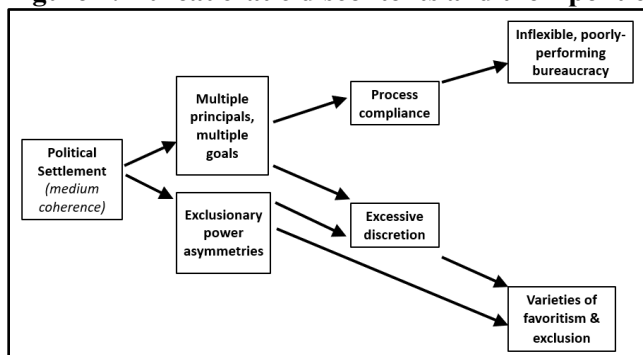 Inflexible, poorly-
performing
bureaucracy
Multiple
principals,
multiple
goals
Process
compliance
Political
Settlement
(medium
coherence)
Exclusionary
power
asymmetries
Excessive
discretion
Varieties of
favoritism &
exclusion